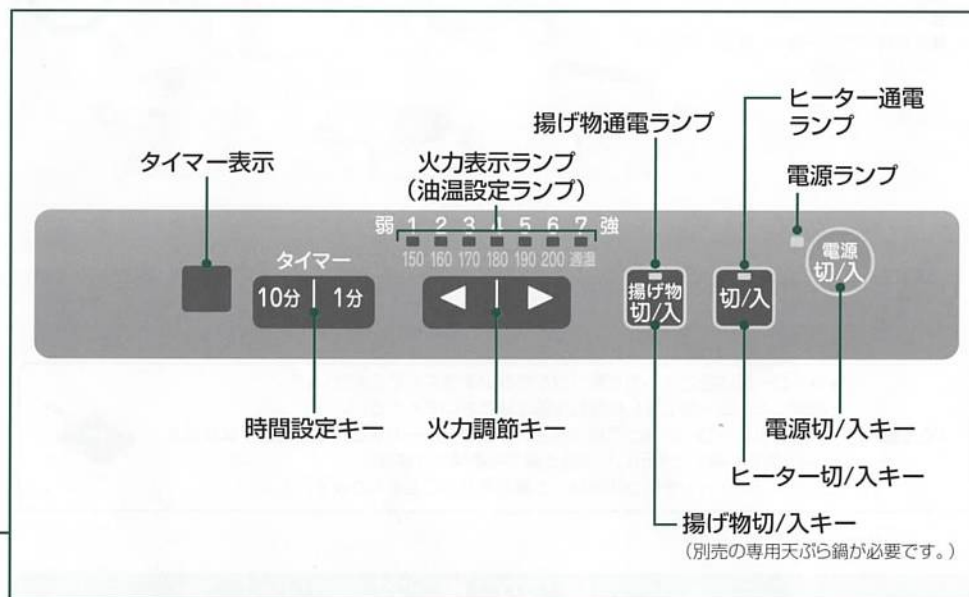 ヒーター通電
ランプ
揚げ物通電ランプ
タイマー表示
火力表示ランプ
(油温設定ランプ)
電源ランプ
弱 1 2 3 4 5 6 7 強
150 160 170 180 190 200 適温
タイマー
10分 1分
揚げ物
切/入
切/入
電源
切/入
時間設定キー
火力調節キー
電源切/入キー
ヒーター切/入キー
揚げ物切/入キー
(別売の専用天ぷら鍋が必要です。)